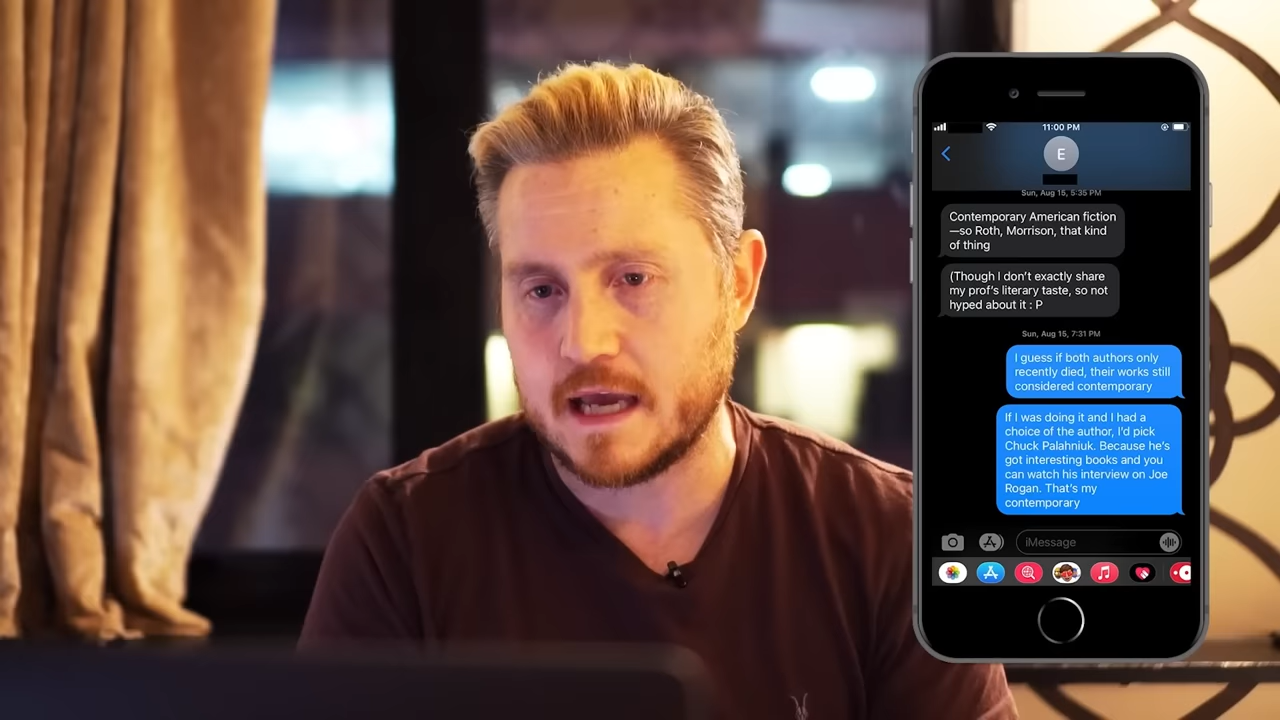 11:00 PM
E
Sun, Aug 15, 5:35 PM
Contemporary American fiction
—so Roth, Morrison, that kind
of thing
(Though I don't exactly share
my prof's literary taste, so not
hyped about it : P
Sun, Aug 15, 7:31 PM
I guess if both authors only
recently died, their works still
considered contemporary
If I was doing it and I had a
choice of the author, I'd pick
Chuck Palahniuk. Because he's
got interesting books and you
can watch his interview on Joe
Rogan. That's my
contemporary
iMessage